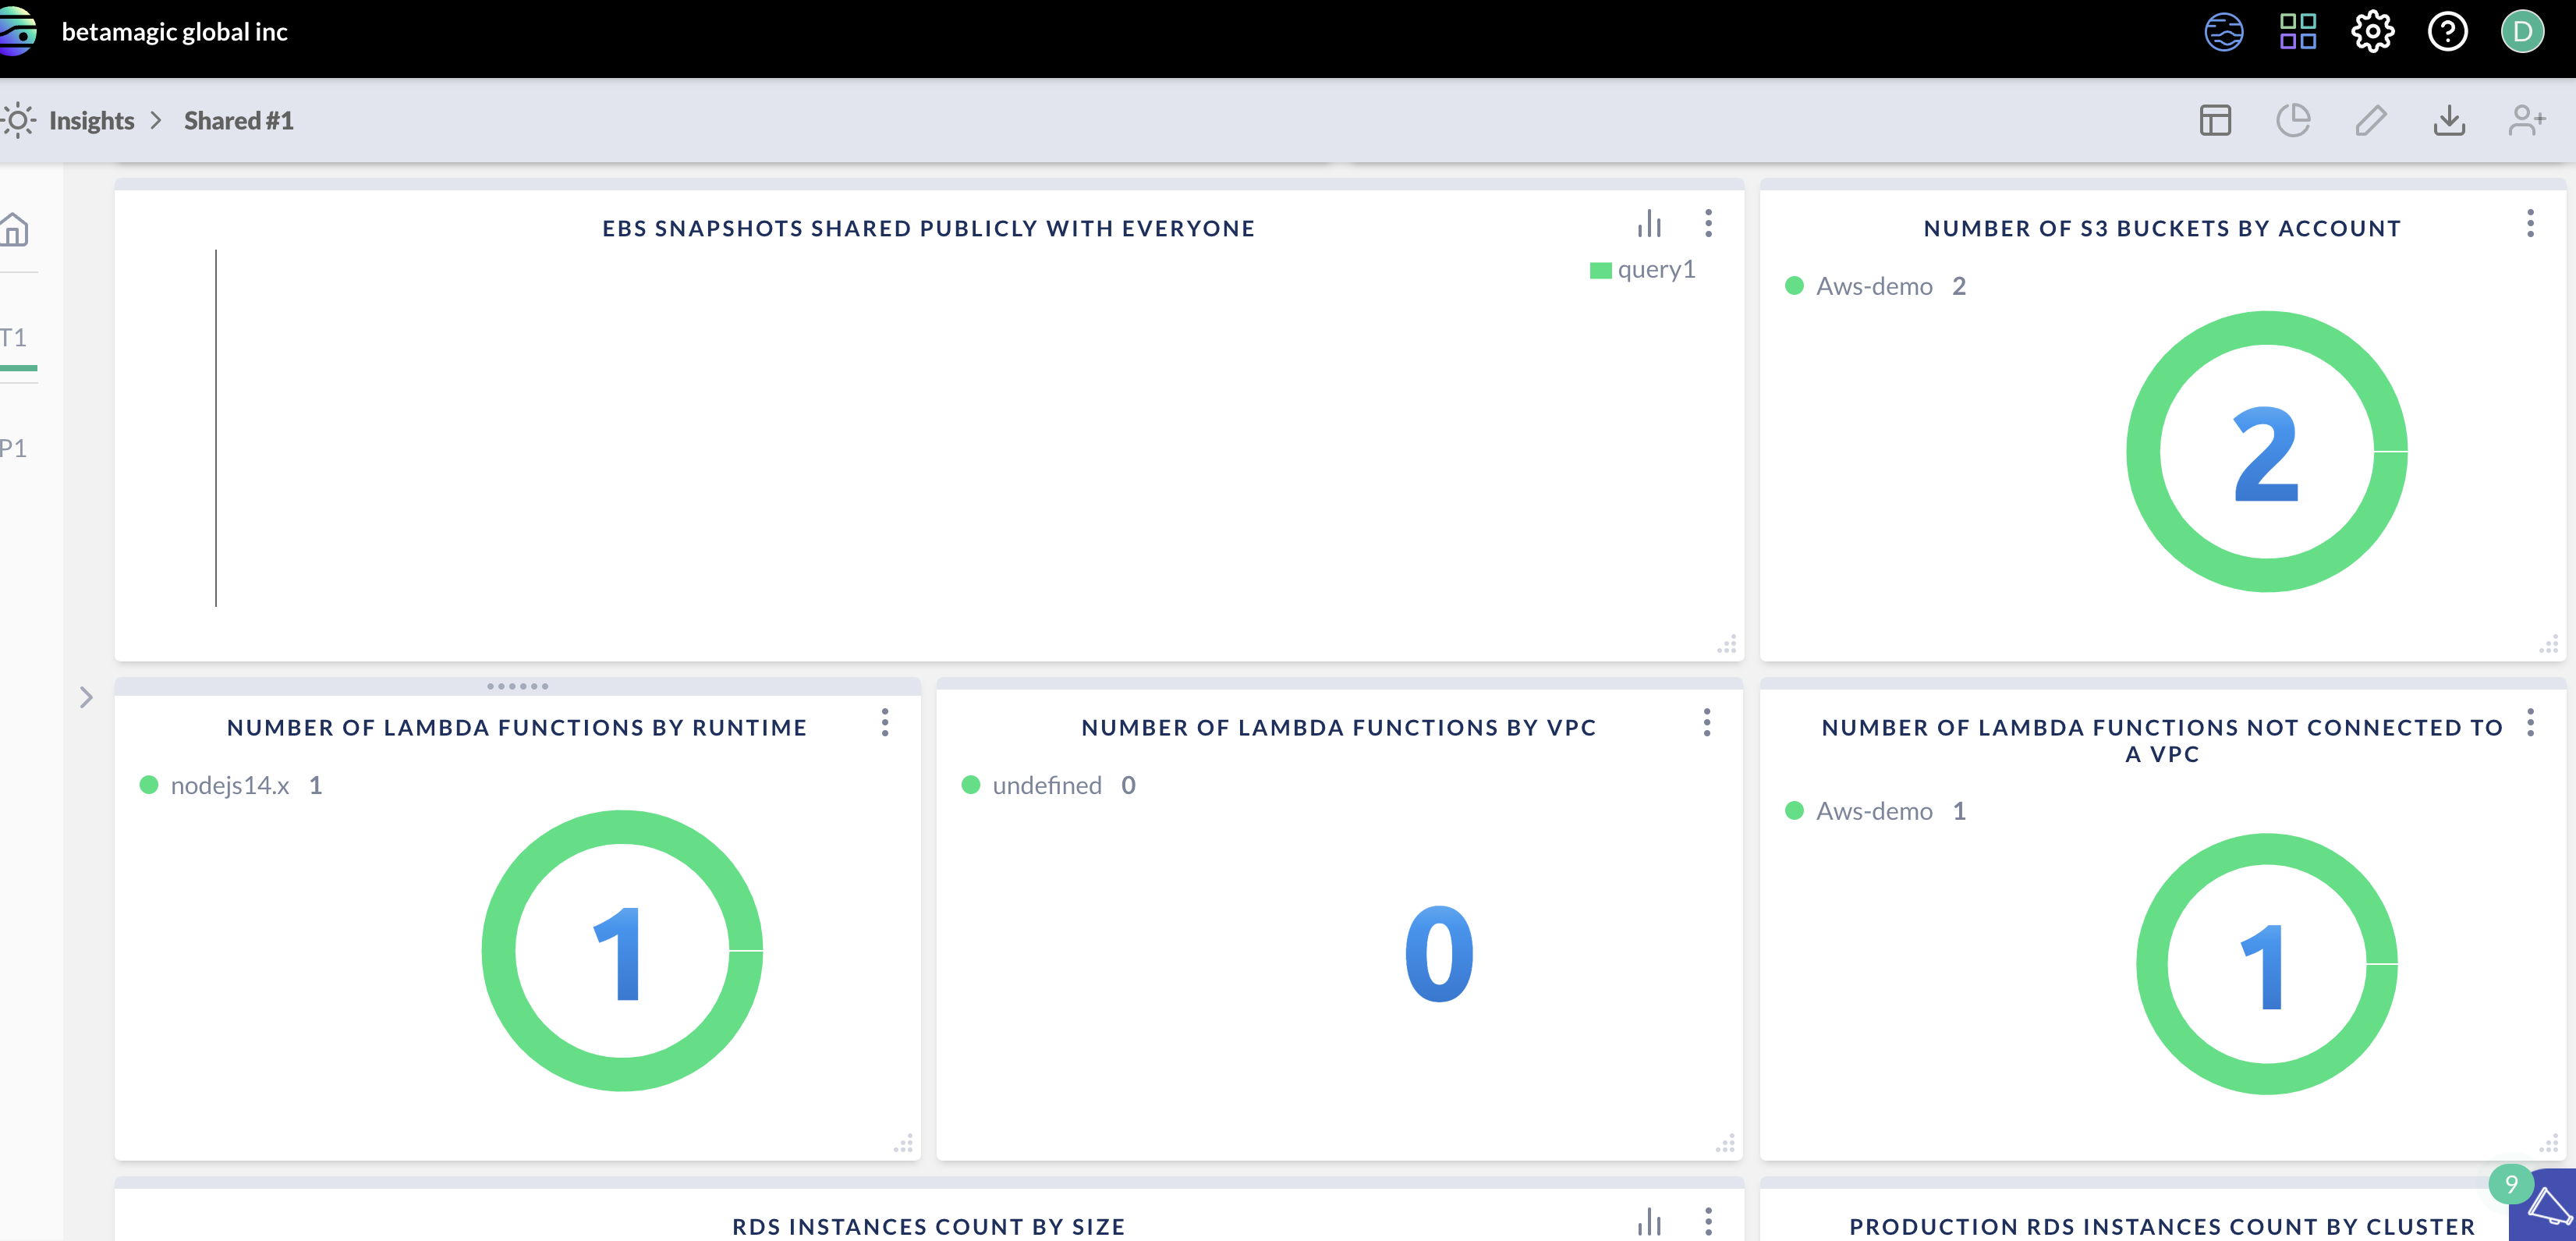 betamagic global inc
D
Insights > Shared #1
T1
P1
EBS SNAPSHOTS SHARED PUBLICLY WITH EVERYONE
query1
NUMBER OF S3 BUCKETS BY ACCOUNT
Aws-demo 2
2
NUMBER OF LAMBDA FUNCTIONS BY RUNTIME
nodejs14.x 1
1
NUMBER OF LAMBDA FUNCTIONS BY VPC
undefined 0
0
NUMBER OF LAMBDA FUNCTIONS NOT CONNECTED TO
A VPC
Aws-demo 1
1
RDS INSTANCES COUNT BY SIZE
PRODUCTION RDS INSTANCES COUNT BY CLUSTER
9